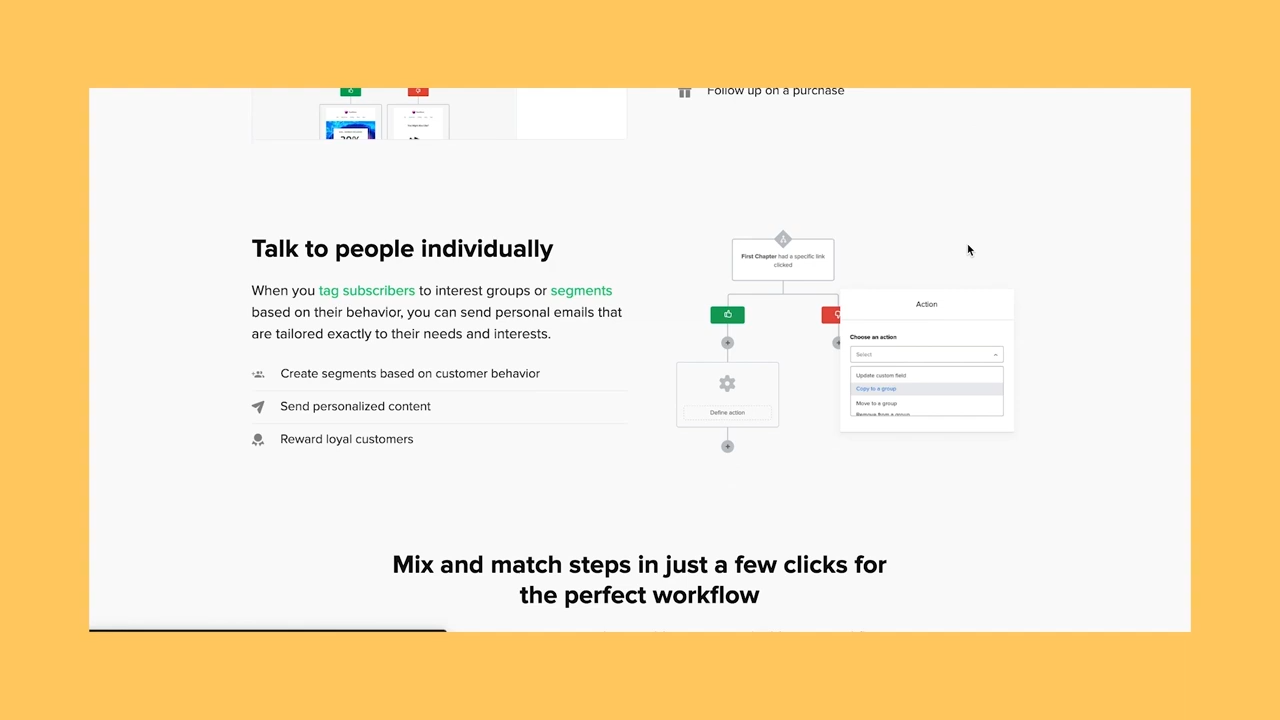 Follow up on a purchase
Talk to people individually
When you tag subscribers to interest groups or segments
based on their behavior, you can send personal emails that
are tailored exactly to their needs and interests.
Create segments based on customer behavior
Send personalized content
Reward loyal customers
First Chapter had a specific link
clicked
Define action
Action
Choose an action
Select
Update custom field
Copy to a group
Move to a group
Remove from a group
Mix and match steps in just a few clicks for
the perfect workflow